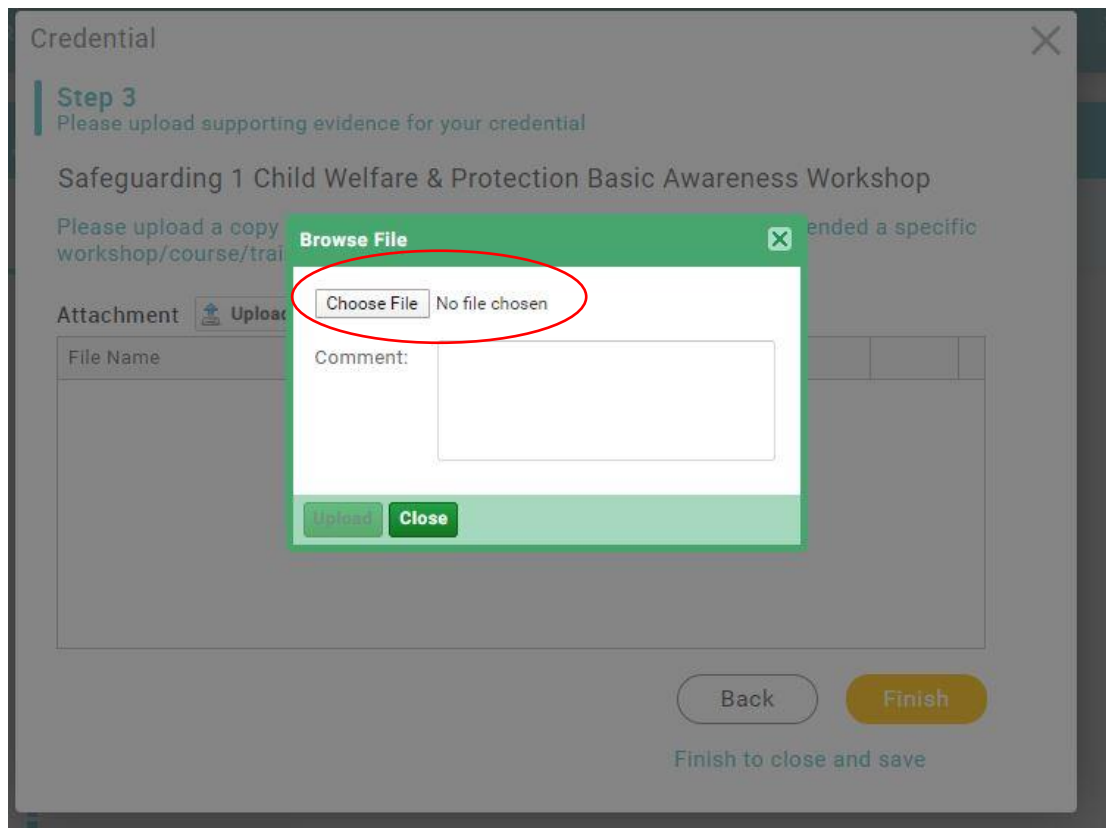 Credential
Step 3
Please upload supporting evidence for your credential
Safeguarding 1 Child Welfare & Protection Basic Awareness Workshop
Please upload a copy ended a specific
workshop/course/trai
Browse File
Choose File No file chosen
Attachment Upload
File Name
Comment:
Upload Close
Back Finish
Finish to close and save